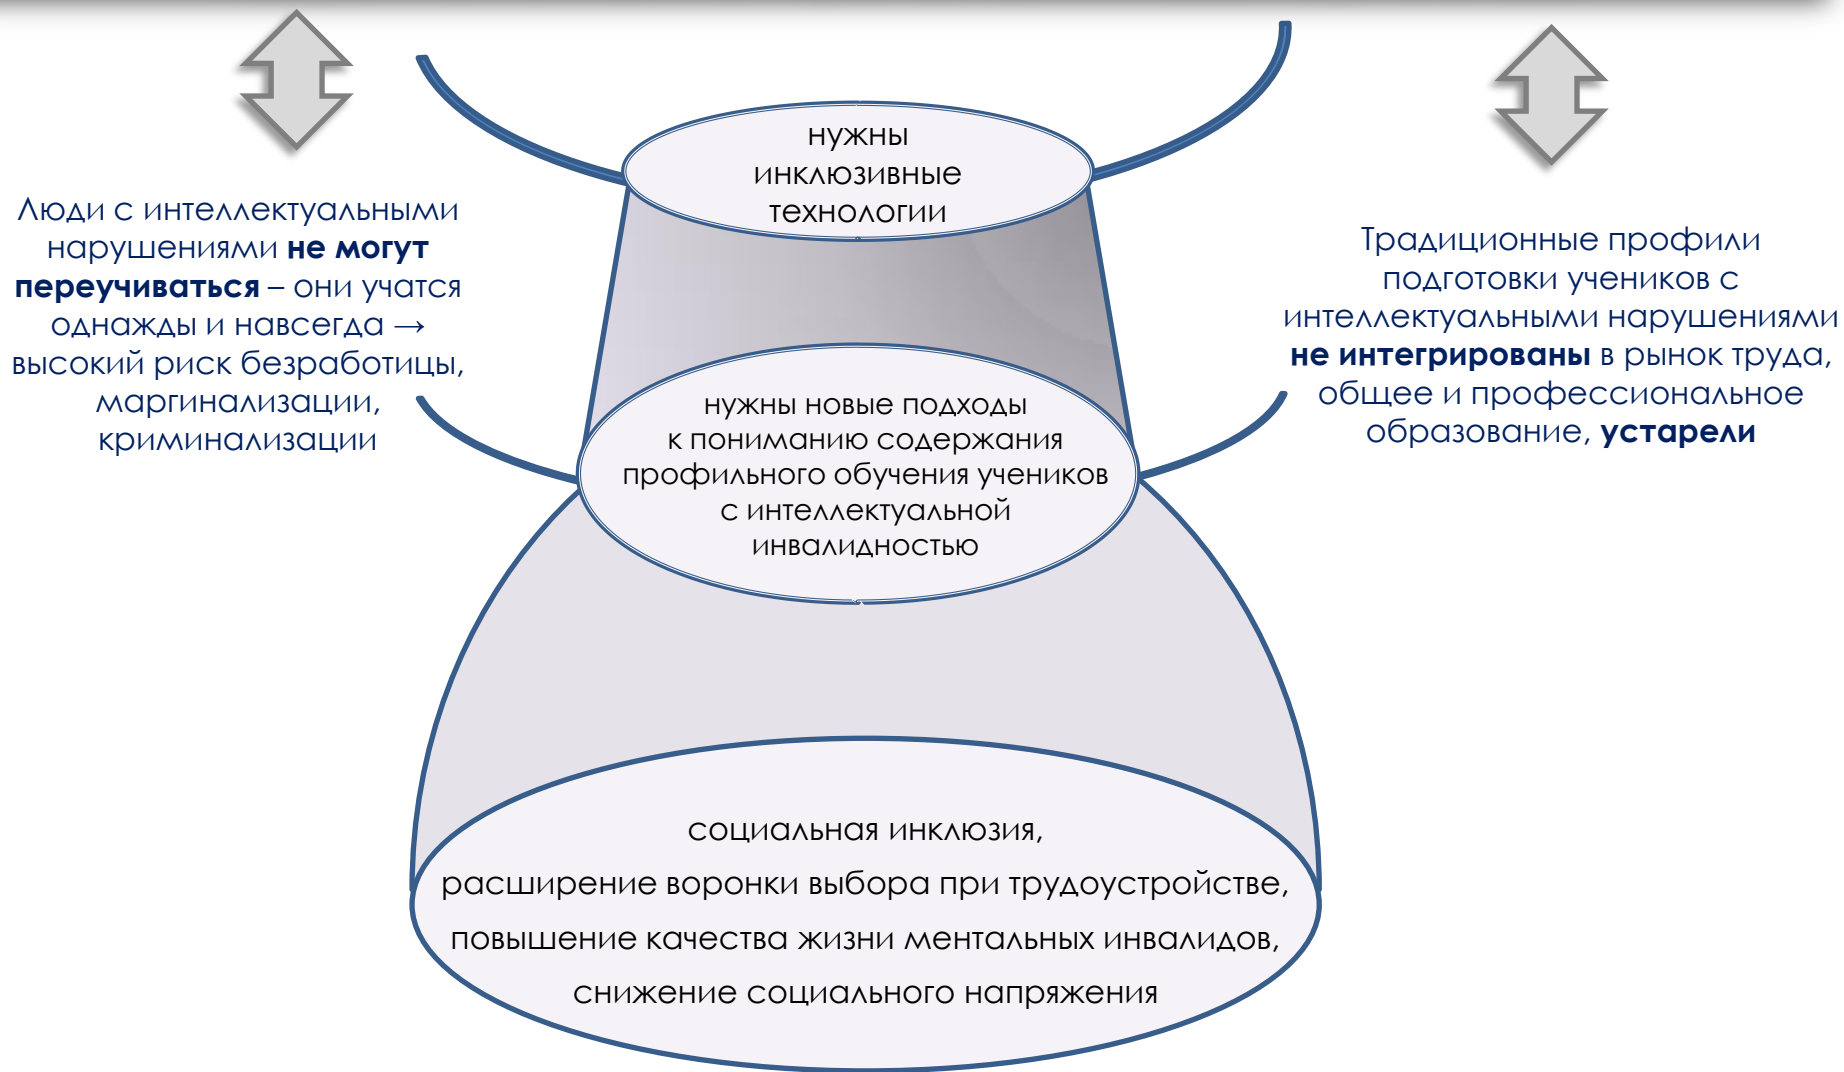 нужны
инклюзивные
технологии
Люди с интеллектуальными
нарушениями не могут
переучиваться – они учатся
однажды и навсегда →
высокий риск безработицы,
маргинализации,
криминализации
Традиционные профили
подготовки учеников с
интеллектуальными нарушениями
не интегрированы в рынок труда,
общее и профессиональное
образование, устарели
нужны новые подходы
к пониманию содержания
профильного обучения учеников
с интеллектуальной
инвалидностью
социальная инклюзия,
расширение воронки выбора при трудоустройстве,
повышение качества жизни ментальных инвалидов,
снижение социального напряжения